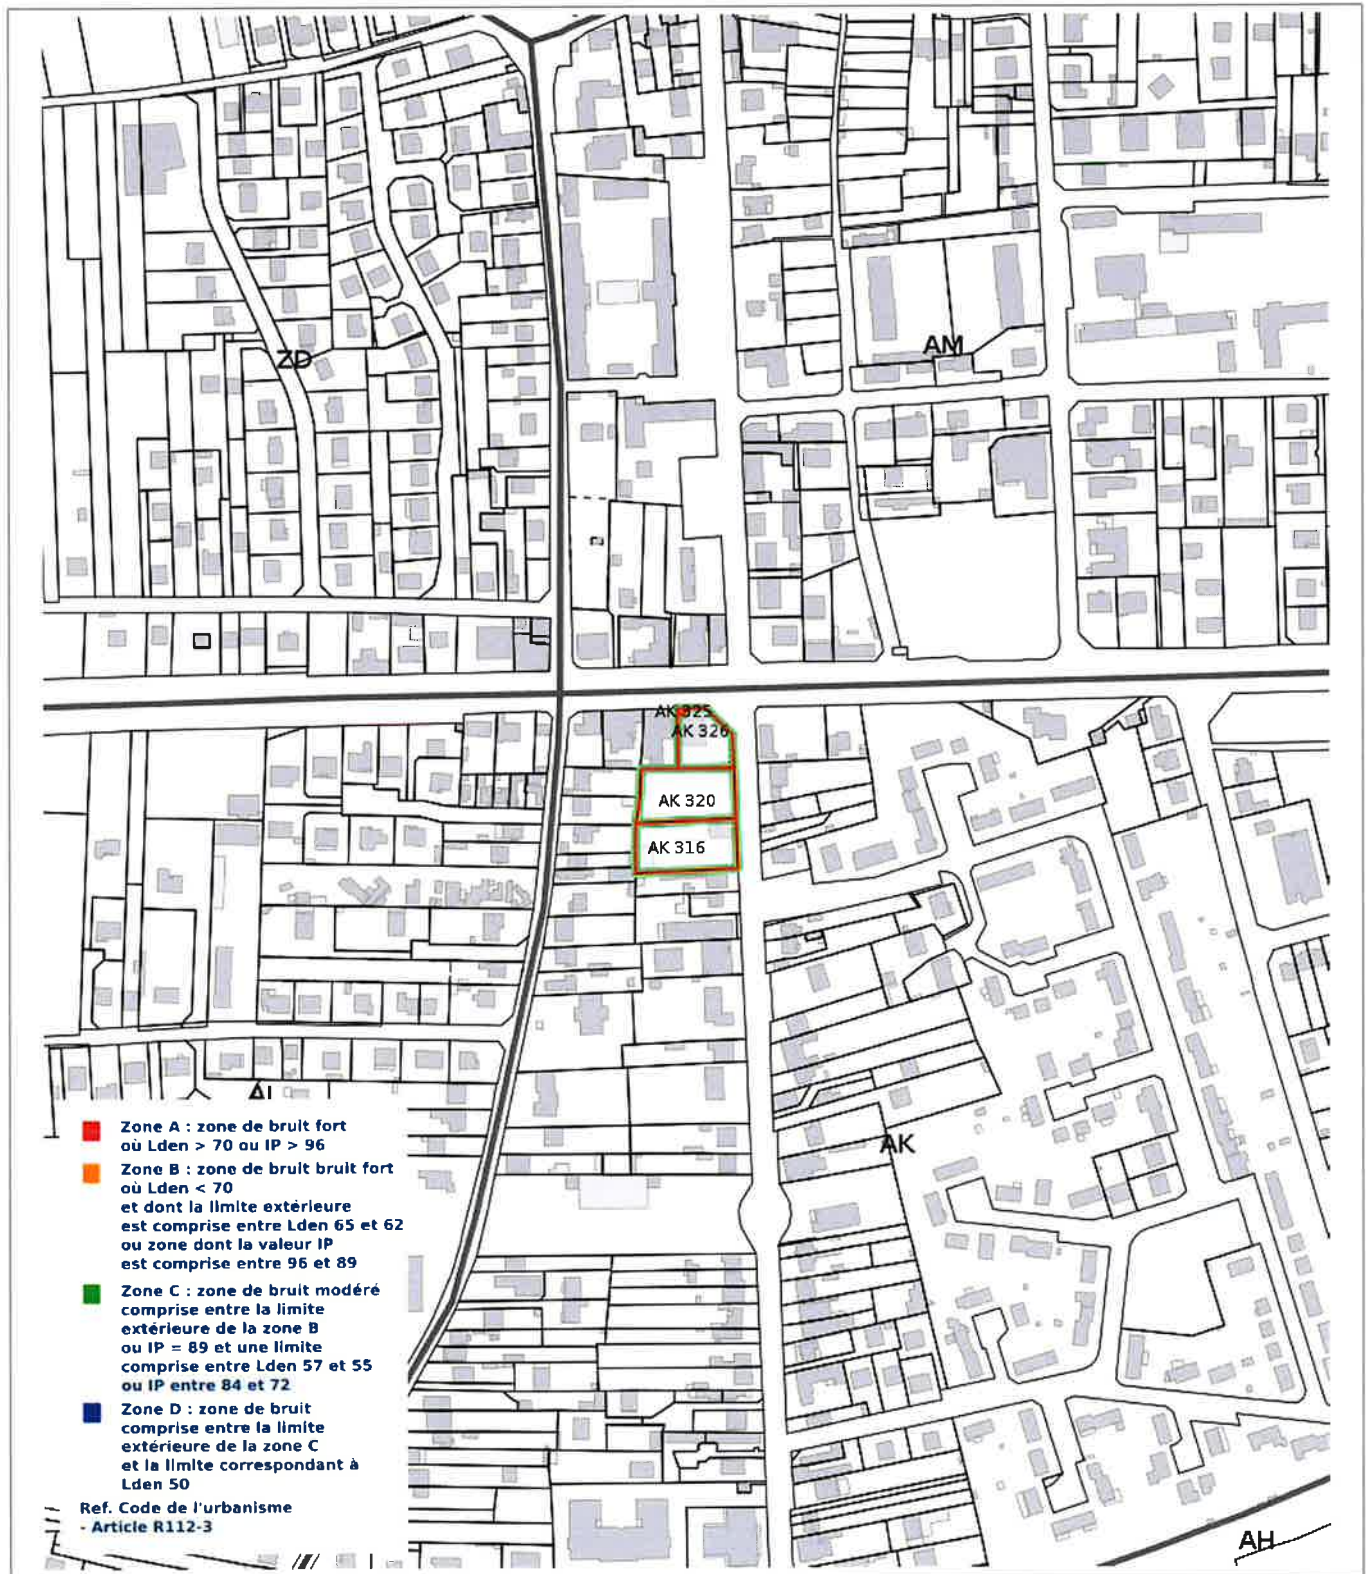 ZD
AM
AK 325
AK 326
AK 320
AK 316
AK
AH
Zone A : zone de bruit fort
où Lden > 70 ou IP > 96
Zone B : zone de bruit bruit fort
où Lden < 70
et dont la limite extérieure
est comprise entre Lden 65 et 62
ou zone dont la valeur IP
est comprise entre 96 et 89
Zone C : zone de bruit modéré
comprise entre la limite
extérieure de la zone B
ou IP = 89 et une limite
comprise entre Lden 57 et 55
ou IP entre 84 et 72
Zone D : zone de bruit
comprise entre la limite
extérieure de la zone C
et la limite correspondant à
Lden 50
Ref. Code de l'urbanisme
- Article R112-3